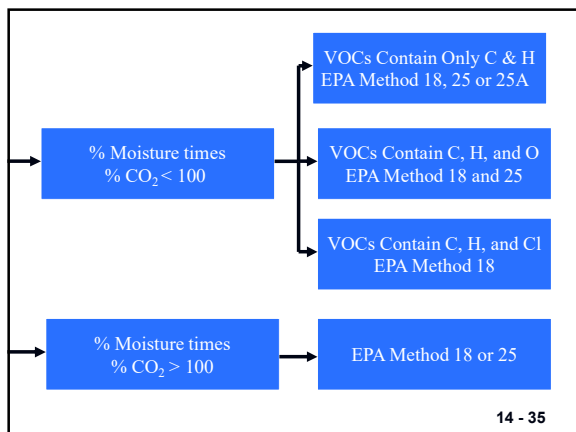 VOCs Contain Only C & H
EPA Method 18, 25 or 25A
% Moisture times
% CO₂ < 100
VOCs Contain C, H, and O
EPA Method 18 and 25
VOCs Contain C, H, and Cl
EPA Method 18
% Moisture times
% CO₂ > 100
EPA Method 18 or 25
14 - 35